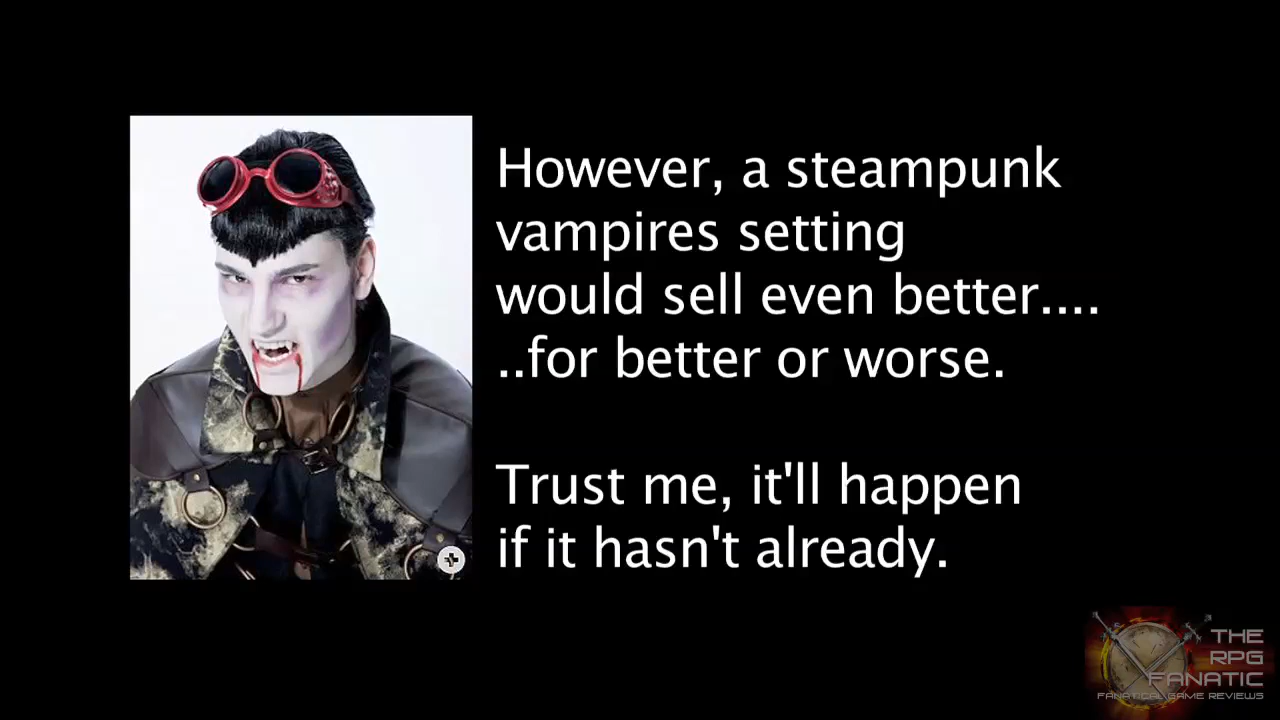 However, a steampunk
vampires setting
would sell even better....
..for better or worse.
Trust me, it'll happen
if it hasn't already.
THE
RPG
FANATIC
FANATICAL GAME REVIEWS